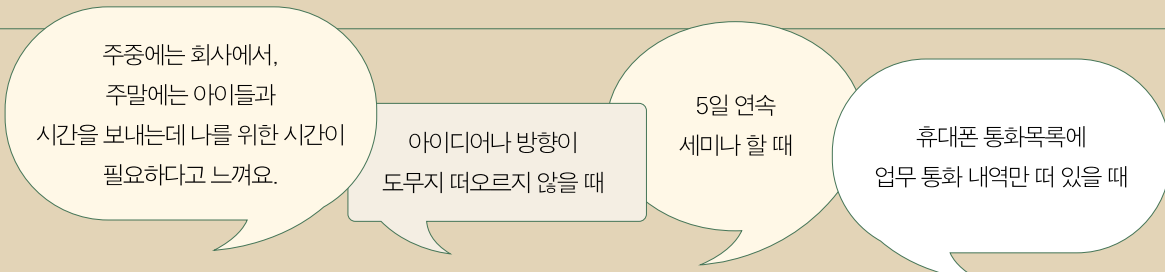 주중에는 회사에서,
주말에는 아이들과
시간을 보내는데 나를 위한 시간이
필요하다고 느껴요.
아이디어나 방향이
도무지 떠오르지 않을 때
5일 연속
세미나 할 때
휴대폰 통화목록에
업무 통화 내역만 떠 있을 때